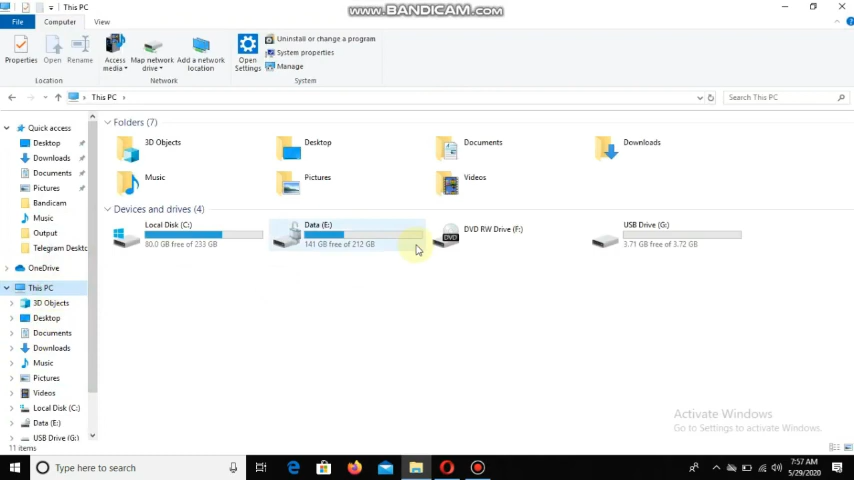 This PC
www.BANDICAM.com
File
Computer
View
Properties
Open
Rename
Access media
Map network drive
Add a network location
Open Settings
Uninstall or change a program
System properties
Manage
Location
Network
System
This PC
Search This PC
Quick access
Desktop
Downloads
Documents
Pictures
Bandicam
Music
Output
Telegram Deskto
OneDrive
This PC
3D Objects
Desktop
Documents
Downloads
Music
Pictures
Videos
Local Disk (C:)
Data (E:)
USB Drive (G:)
Folders (7)
3D Objects
Desktop
Documents
Downloads
Music
Pictures
Videos
Devices and drives (4)
Local Disk (C:)
80.0 GB free of 233 GB
Data (E:)
141 GB free of 212 GB
DVD RW Drive (F:)
DVD
USB Drive (G:)
3.71 GB free of 3.72 GB
Activate Windows
Go to Settings to activate Windows.
11 items
Type here to search
7:57 AM
5/29/2020